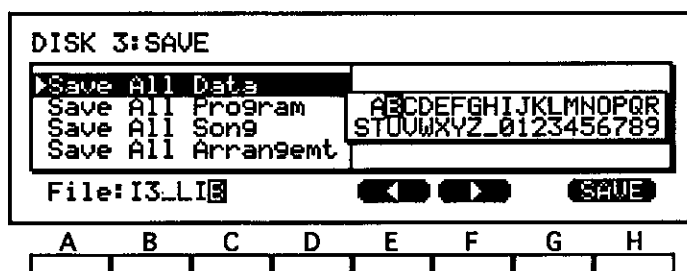 DISK 3:SAVE
Save All Data
Save All Program
Save All Song
Save All Arrangemt
ABCDEFGHIJKLMNOPQR
STUVWXYZ_0123456789
File:I3_LIB
SAVE
A B C D E F G H